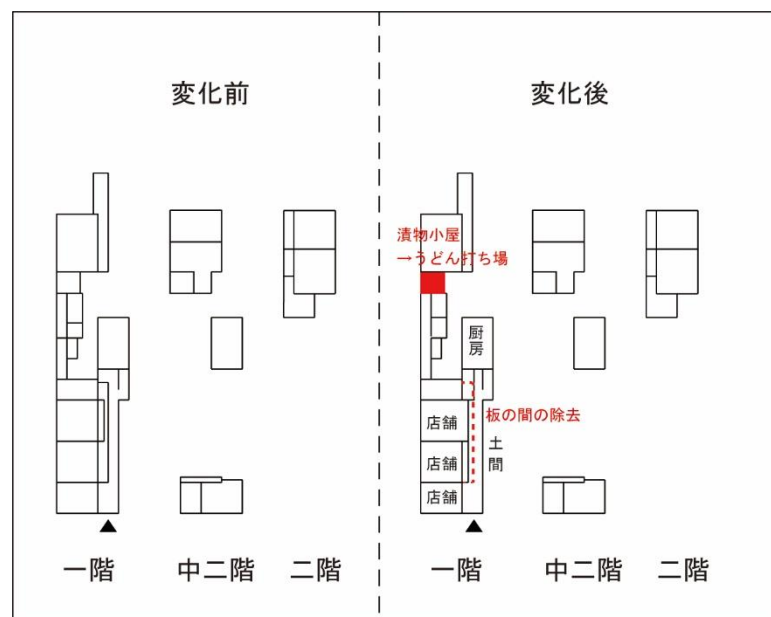 変化前
一階
中二階
二階
変化後
漬物小屋
→うどん打ち場
厨房
板の間の除去
店舗
土間
店舗
店舗
一階
中二階
二階